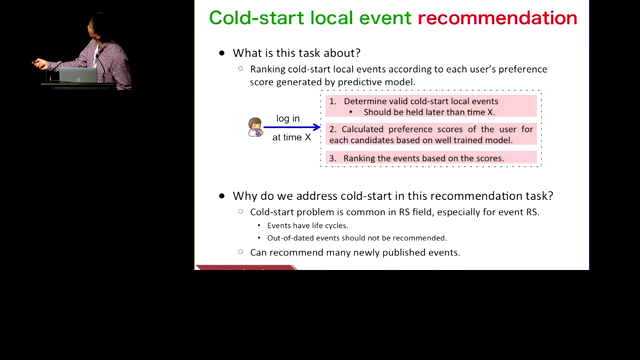 Cold-start local event recommendation
● What is this task about?
○ Ranking cold-start local events according to each user's preference
score generated by predictive model.
log in
at time X
1. Determine valid cold-start local events
• Should be held later than time X.
2. Calculated preference scores of the user for
each candidates based on well trained model.
3. Ranking the events based on the scores.
● Why do we address cold-start in this recommendation task?
○ Cold-start problem is common in RS field, especially for event RS.
• Events have life cycles.
• Out-of-dated events should not be recommended.
○ Can recommend many newly published events.